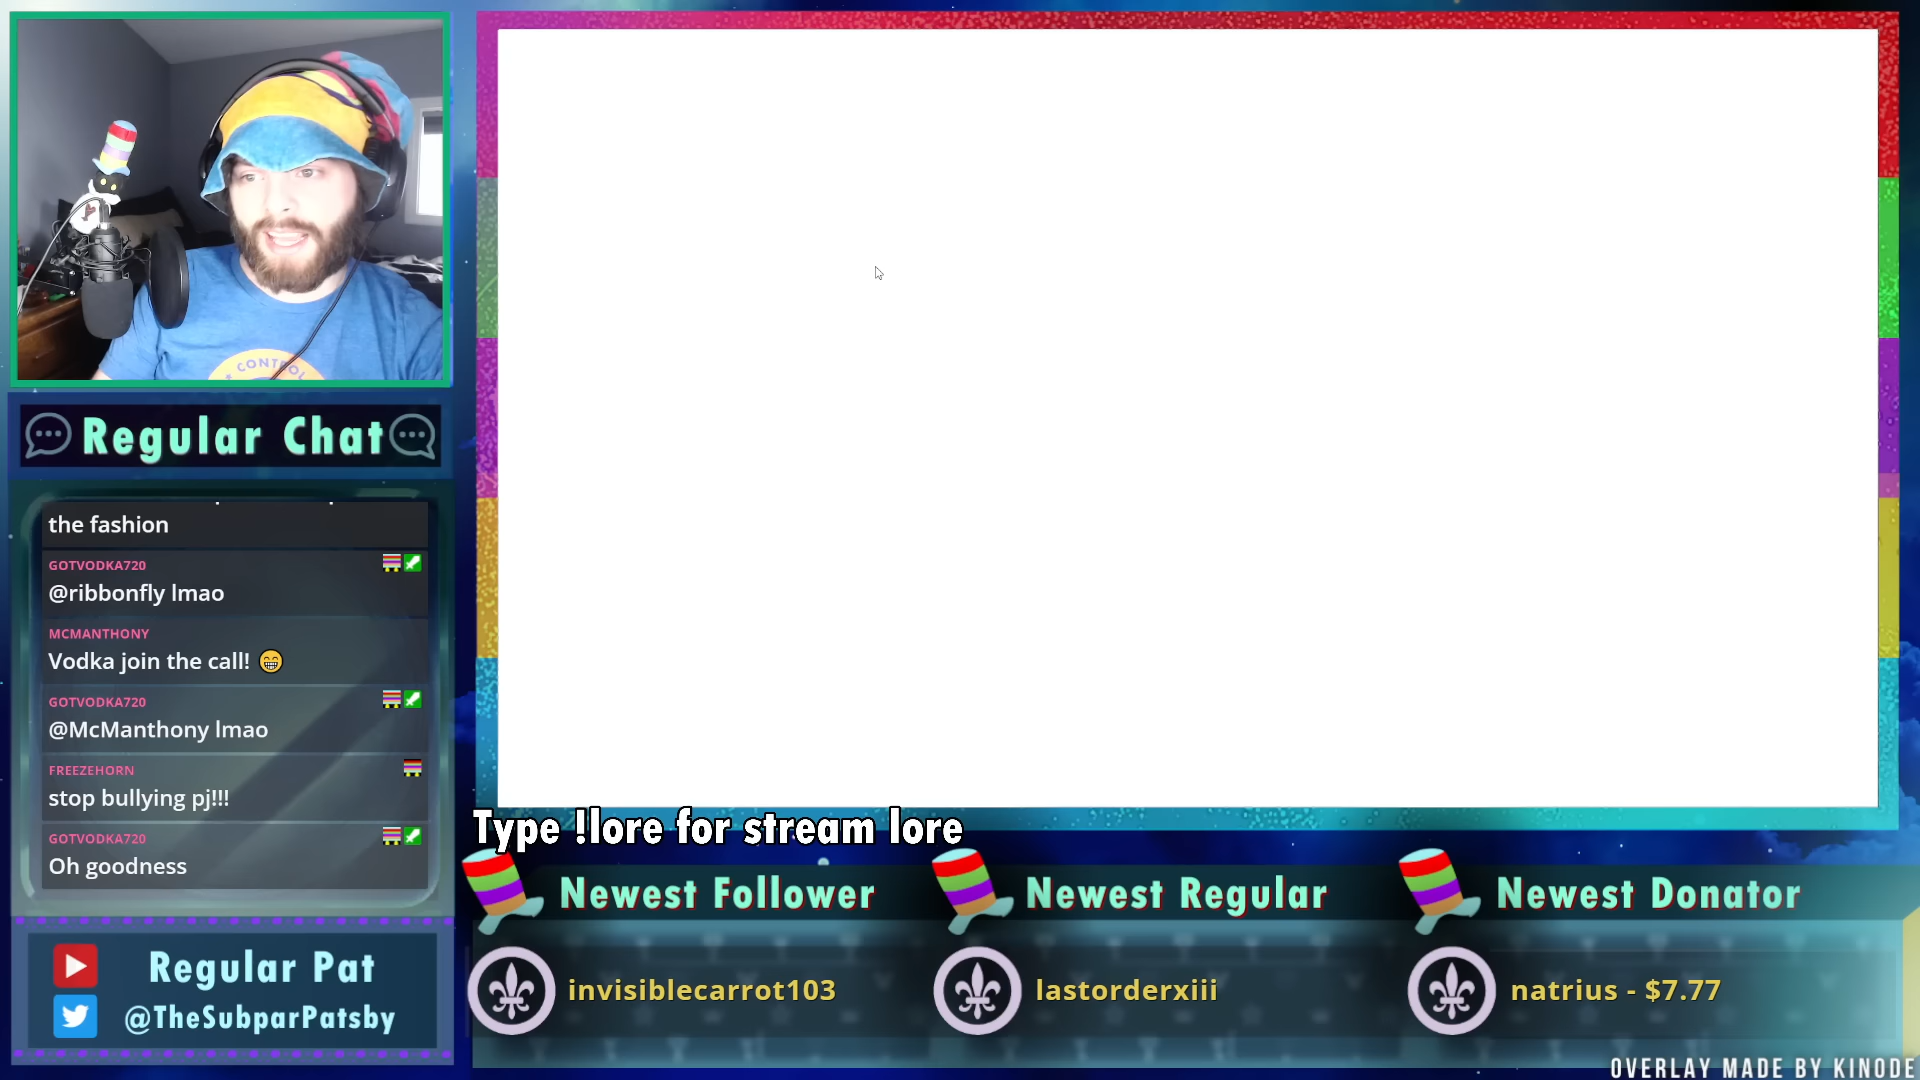 CONTROL
Regular Chat
the fashion
GOTVODKA720
@ribbonfly lmao
MCMANTHONY
Vodka join the call! 😁
GOTVODKA720
@McManthony lmao
FREEZEHORN
stop bullying pj!!!
GOTVODKA720
Oh goodness
Regular Pat
@TheSubparPatsby
Type !lore for stream lore
Newest Follower
invisiblecarrot103
Newest Regular
lastorderxiii
Newest Donator
natrius - $7.77
OVERLAY MADE BY KINODE